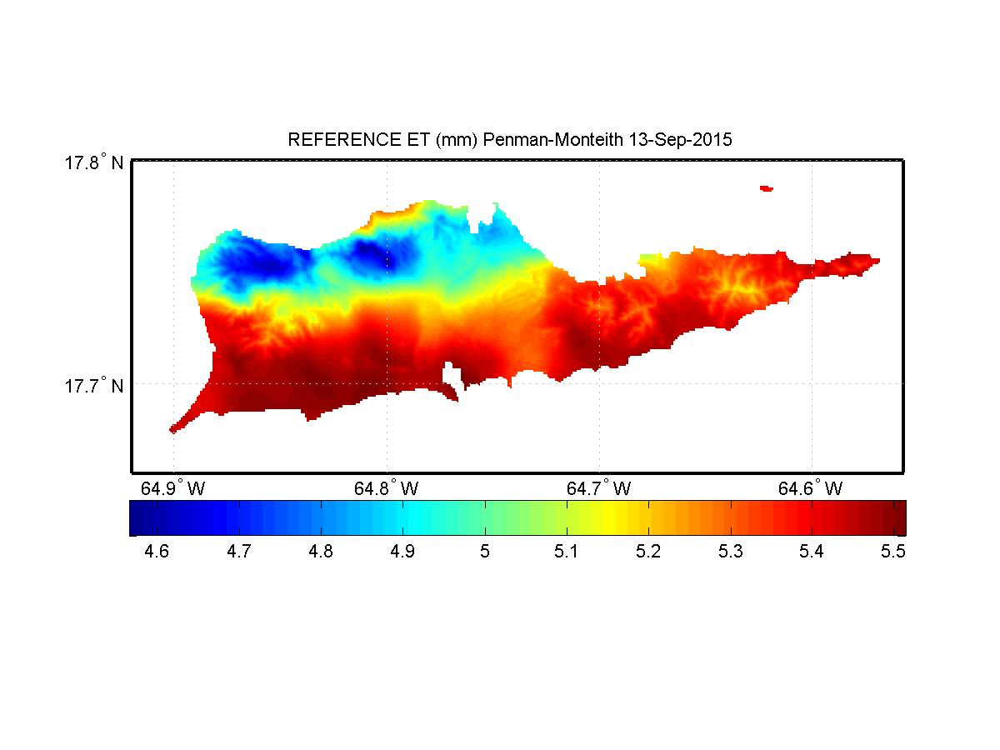 REFERENCE ET (mm) Penman-Monteith 13-Sep-2015
17.8° N
17.7° N
64.9° W 64.8° W 64.7° W 64.6° W
4.6 4.7 4.8 4.9 5 5.1 5.2 5.3 5.4 5.5